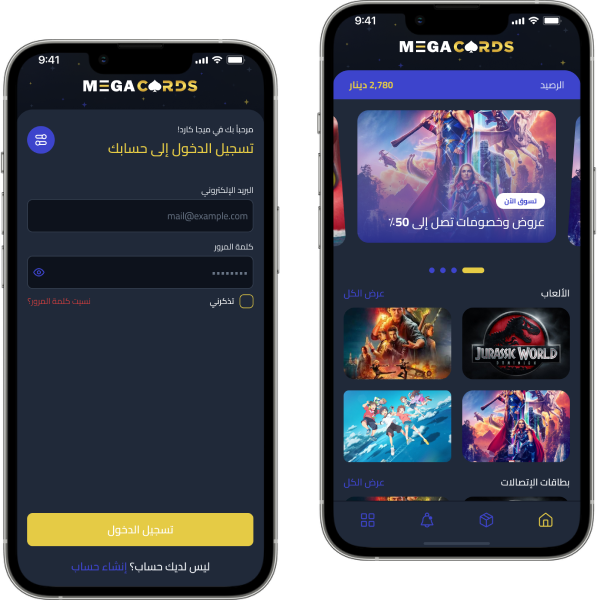 9:41
MEGACARDS
مرحباً بك في ميجا كارد!
تسجيل الدخول إلى حسابك
البريد الإلكتروني
mail@example.com
كلمة المرور
تذكرني
نسيت كلمة المرور؟
تسجيل الدخول
ليس لديك حساب؟ إنشاء حساب
9:41
MEGACARDS
الرصيد
2,780 دينار
تسوق الآن
عروض وخصومات تصل إلى 50٪
الألعاب
عرض الكل
JURASSIC WORLD
DOMINION
بطاقات الإتصالات
عرض الكل